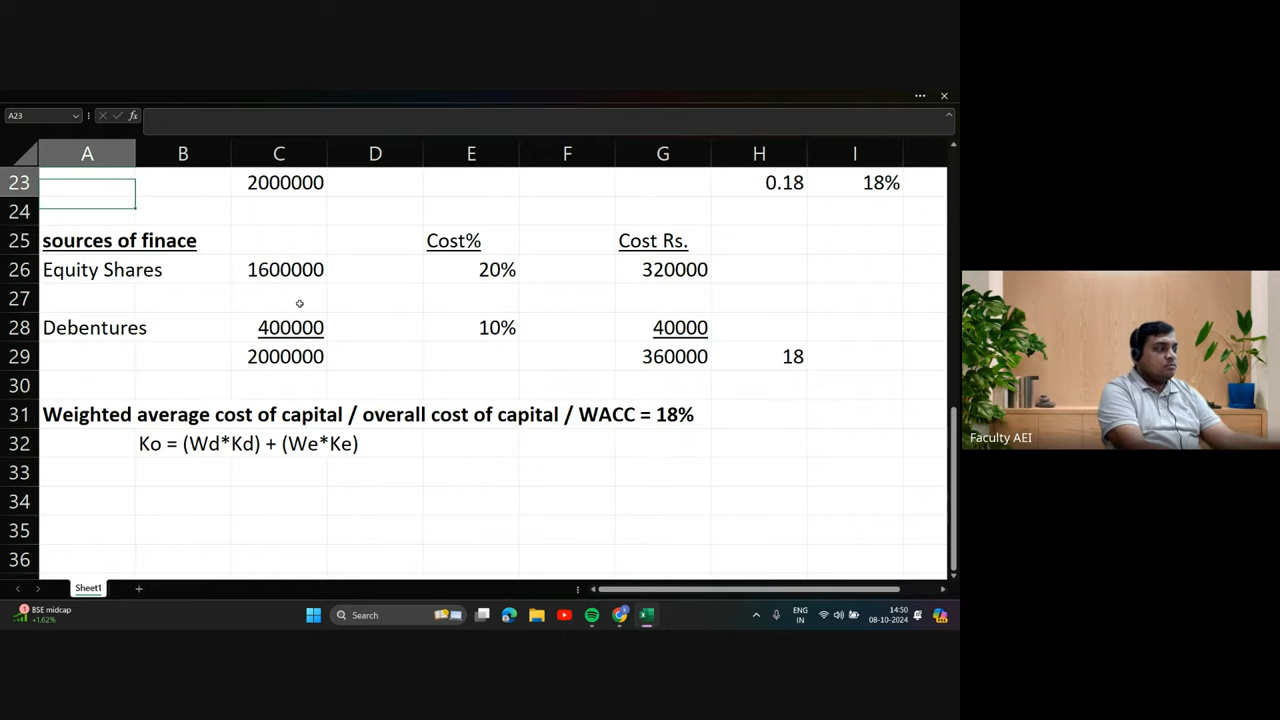 A23
fx
A B C D E F G H I
23 2000000 0.18 18%
24
25 sources of finace Cost% Cost Rs.
26 Equity Shares 1600000 20% 320000
27
28 Debentures 400000 10% 40000
29 2000000 360000 18
30
31 Weighted average cost of capital / overall cost of capital / WACC = 18%
32 Ko = (Wd*Kd) + (We*Ke)
33
34
35
36
Faculty AEI
Sheet1
1 BSE midcap
+1.62%
Search
ENG
IN
14:50
08-10-2024